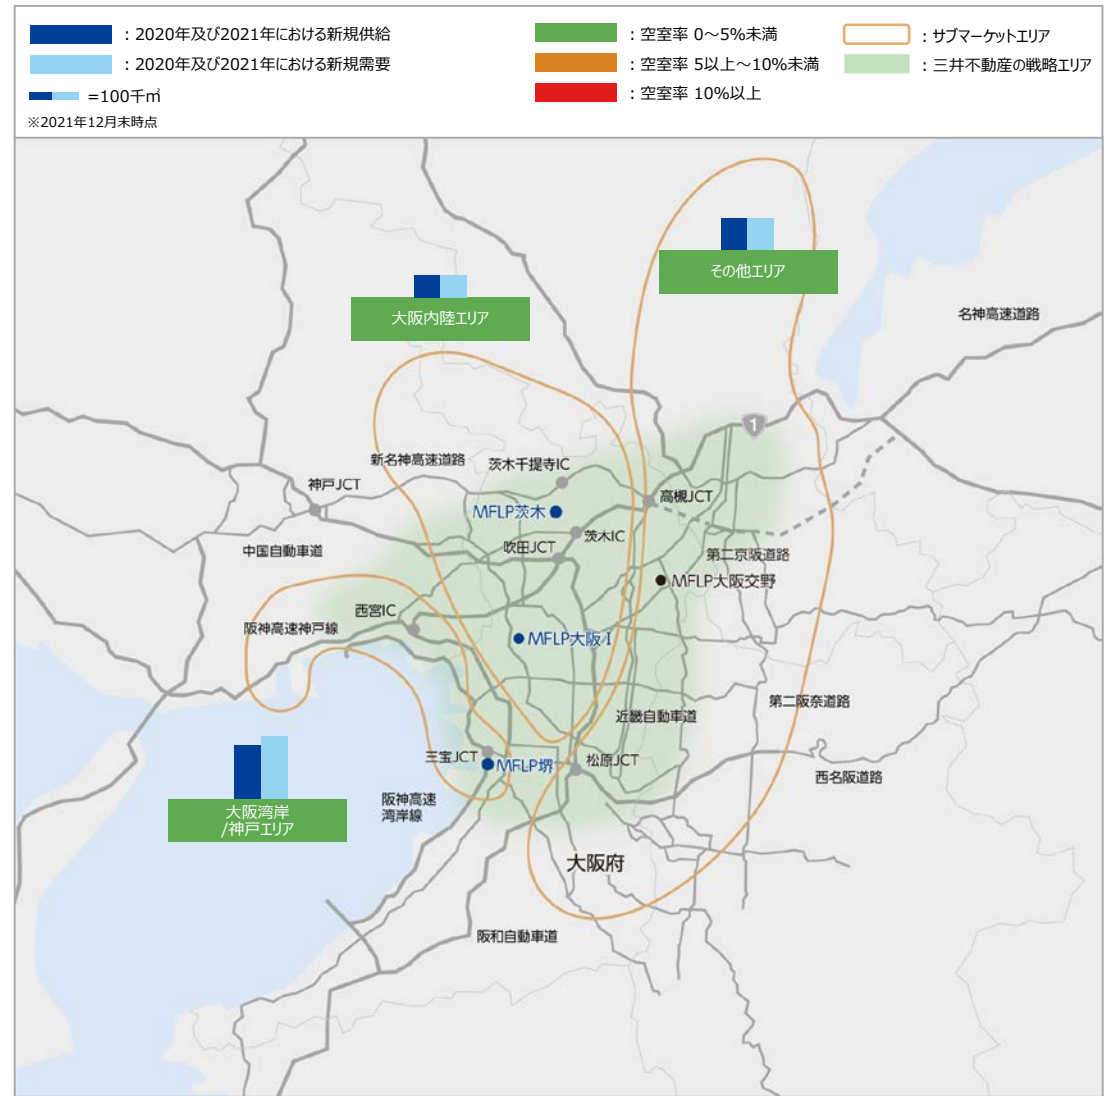 ：2020年及び2021年における新規供給
：2020年及び2021年における新規需要
=100千㎡
※2021年12月末時点
：空室率 0～5%未満
：空室率 5以上～10%未満
：空室率 10%以上
：サブマーケットエリア
：三井不動産の戦略エリア
その他エリア
大阪内陸エリア
名神高速道路
1
新名神高速道路
茨木千提寺IC
神戸JCT
高槻JCT
MFLP茨木
茨木IC
中国自動車道
吹田JCT
第二京阪道路
MFLP大阪交野
西宮IC
阪神高速神戸線
MFLP大阪Ⅰ
第二阪奈道路
近畿自動車道
三宝JCT
MFLP堺
松原JCT
西名阪道路
阪神高速
湾岸線
大阪湾岸
/神戸エリア
大阪府
阪和自動車道